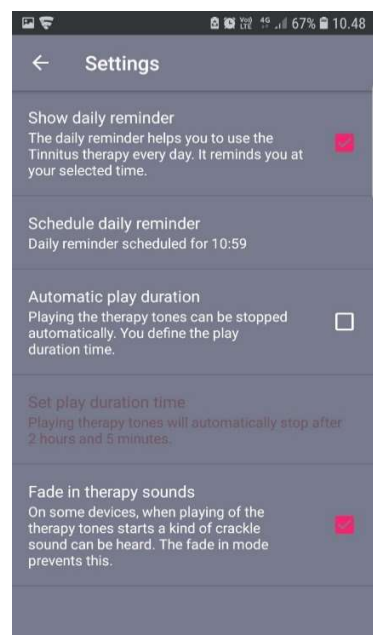 Vo)) 4G 67% 10.48
Settings
Show daily reminder
The daily reminder helps you to use the
Tinnitus therapy every day. It reminds you at
your selected time.
Schedule daily reminder
Daily reminder scheduled for 10:59
Automatic play duration
Playing the therapy tones can be stopped
automatically. You define the play
duration time.
Set play duration time
Playing therapy tones will automatically stop after
2 hours and 5 minutes.
Fade in therapy sounds
On some devices, when playing of the
therapy tones starts a kind of crackle
sound can be heard. The fade in mode
prevents this.